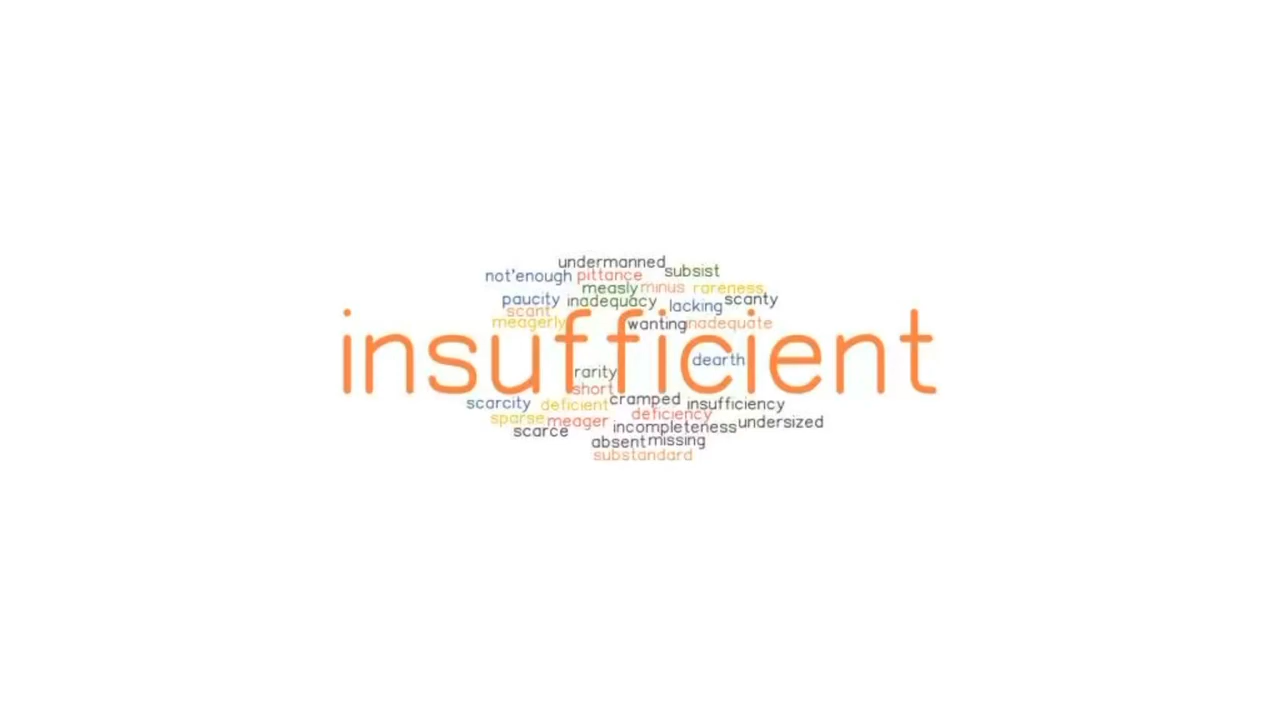 undermanned
not'enough pittance subsist
measly minus rareness
paucity inadequacy lacking scanty
scant
meagerly wanting inadequate
insufficient
dearth
rarity
short
scarcity deficient cramped insufficiency
sparse meager deficiency undersized
scarce incompleteness
absent missing
substandard